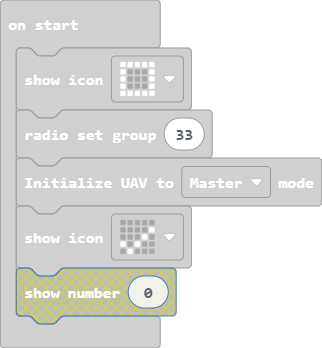 on start
show icon
radio set group 33
Initialize UAV to Master mode
show icon
show number 0